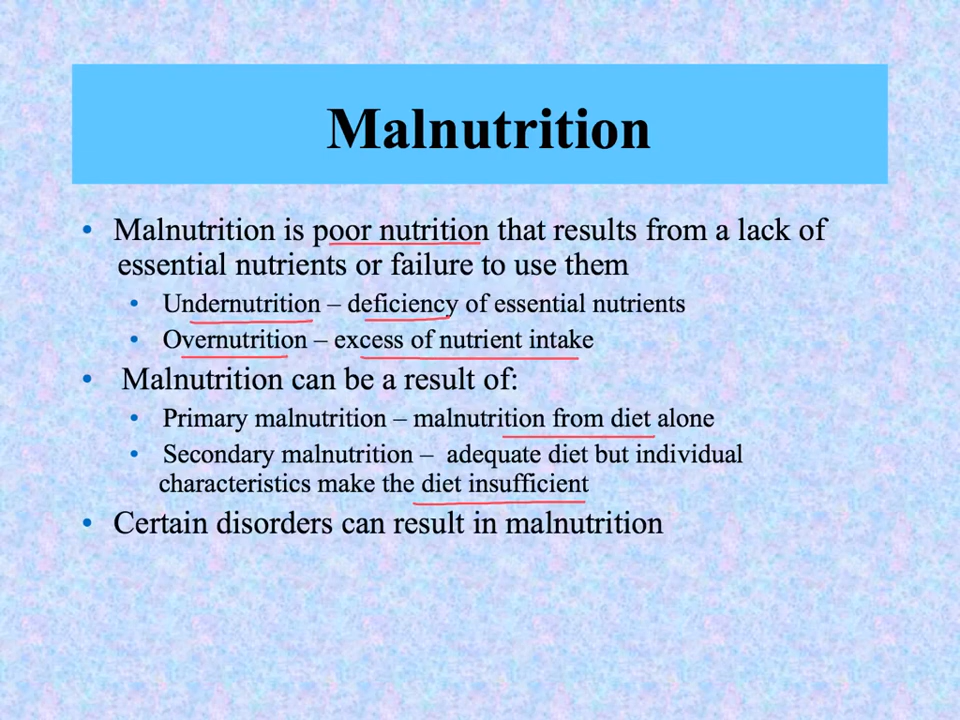 Malnutrition
• Malnutrition is poor nutrition that results from a lack of
essential nutrients or failure to use them
• Undernutrition – deficiency of essential nutrients
• Overnutrition – excess of nutrient intake
• Malnutrition can be a result of:
• Primary malnutrition – malnutrition from diet alone
• Secondary malnutrition – adequate diet but individual
characteristics make the diet insufficient
• Certain disorders can result in malnutrition